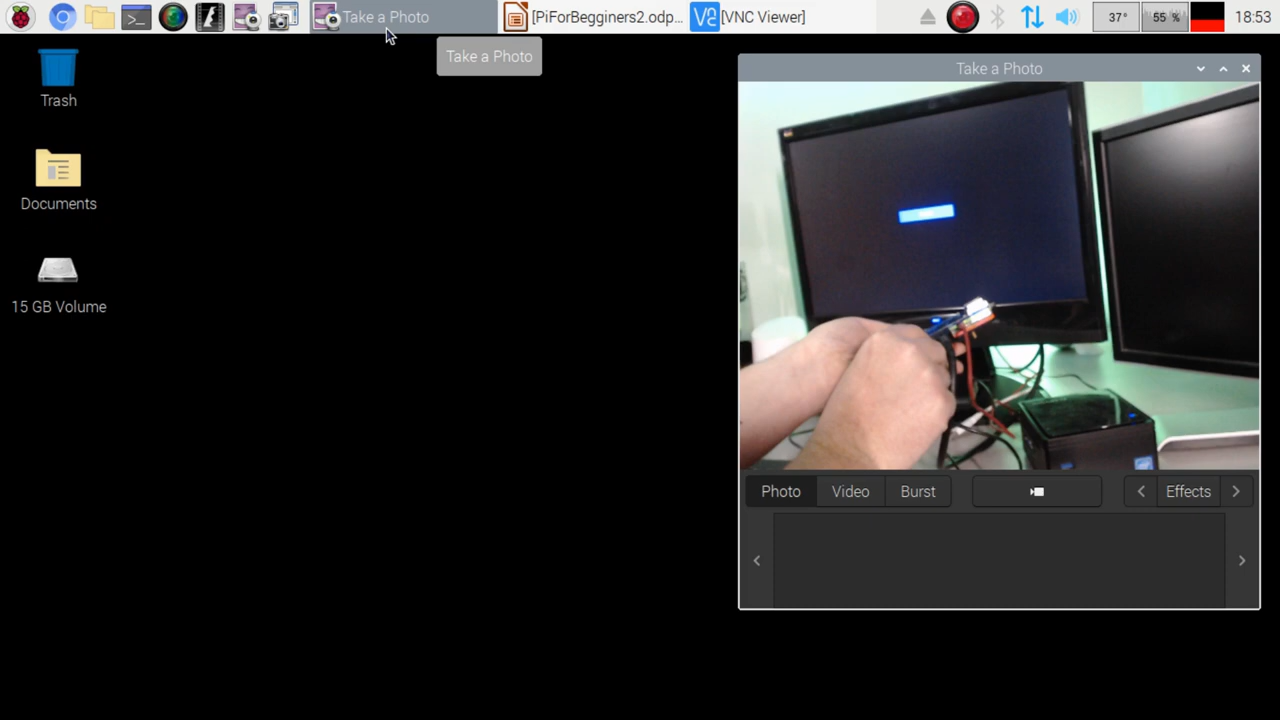 Take a Photo
[PiForBegginers2.odp...
[VNC Viewer]
37°
55 %
18:53
Take a Photo
Trash
Take a Photo
Documents
15 GB Volume
Photo
Video
Burst
Effects